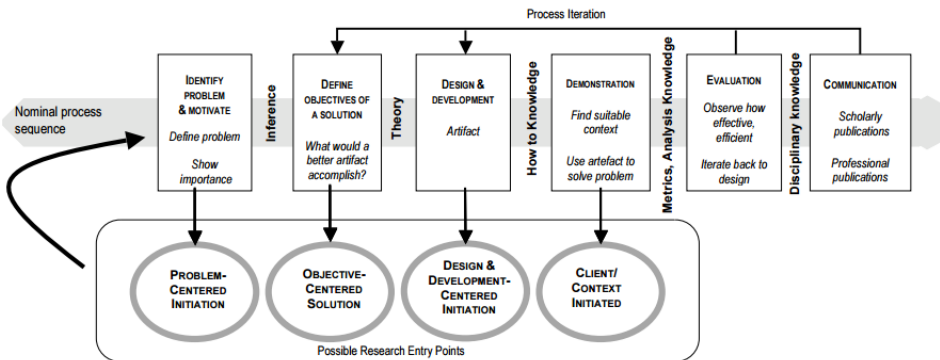 Process Iteration
Nominal process
sequence
IDENTIFY
PROBLEM
& MOTIVATE
Define problem
Show
importance
Inference
DEFINE
OBJECTIVES OF
A SOLUTION
What would a
better artifact
accomplish?
Theory
DESIGN &
DEVELOPMENT
Artifact
How to Knowledge
DEMONSTRATION
Find suitable
context
Use artefact to
solve problem
Metrics, Analysis Knowledge
EVALUATION
Observe how
effective,
efficient
Iterate back to
design
Disciplinary knowledge
COMMUNICATION
Scholarly
publications
Professional
publications
PROBLEM-
CENTERED
INITIATION
OBJECTIVE-
CENTERED
SOLUTION
DESIGN &
DEVELOPMENT-
CENTERED
INITIATION
CLIENT/
CONTEXT
INITIATED
Possible Research Entry Points